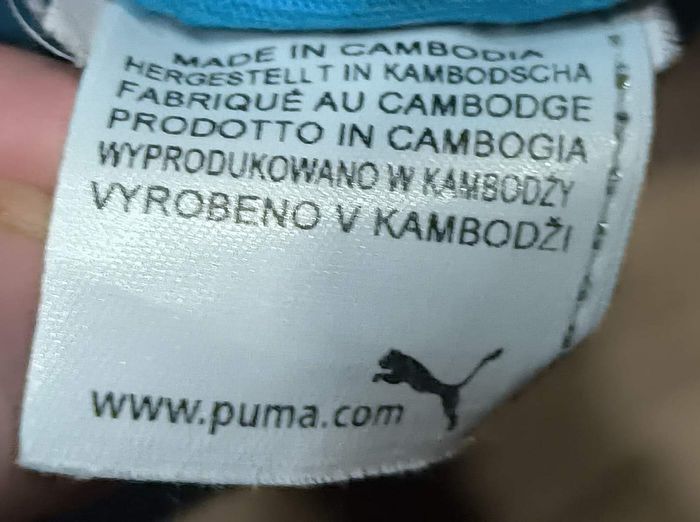 MADE IN CAMBODIA
HERGESTELLT IN KAMBODSCHA
FABRIQUÉ AU CAMBODGE
PRODOTTO IN CAMBOGIA
WYPRODUKOWANO W KAMBODŻY
VYROBENO V KAMBODŽI
www.puma.com